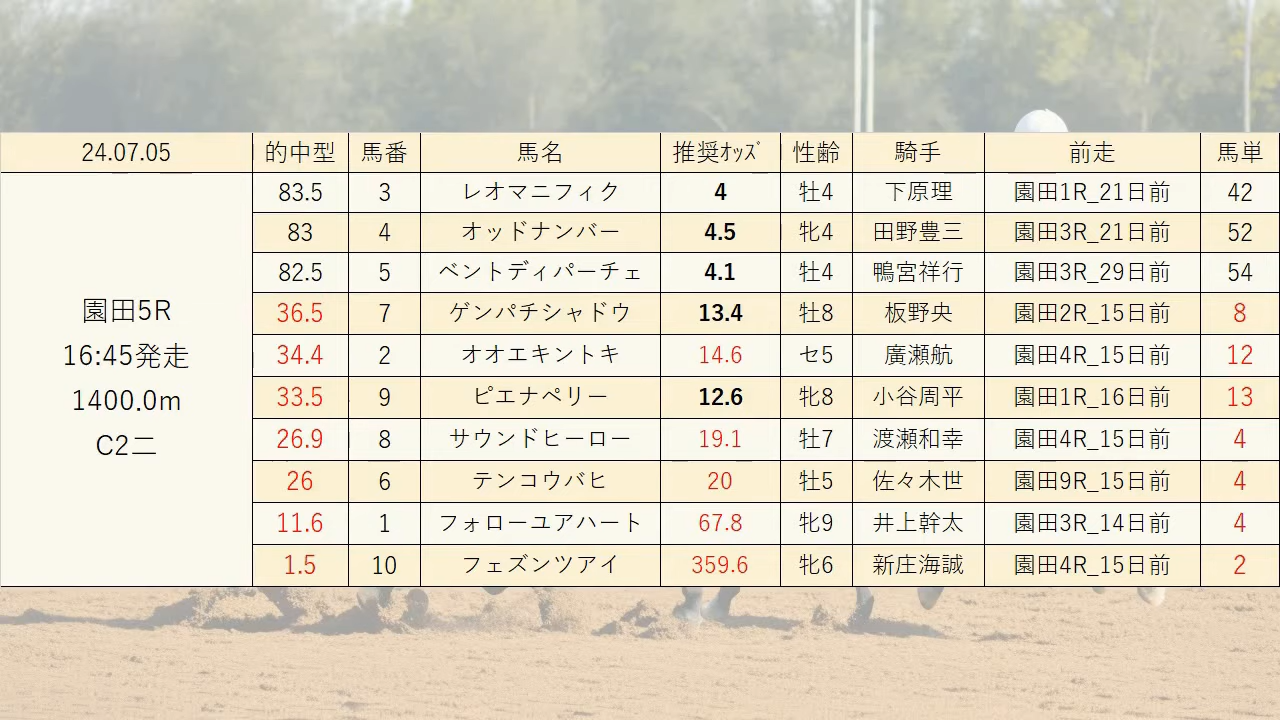 24.07.05 的中型 馬番 馬名 推奨ｵｯｽﾞ 性齢 騎手 前走 馬単
83.5 3 レオマニフィク 4 牡4 下原理 園田1R_21日前 42
83 4 オッドナンバー 4.5 牝4 田野豊三 園田3R_21日前 52
82.5 5 ベントディパーチェ 4.1 牡4 鴨宮祥行 園田3R_29日前 54
園田5R
16:45発走
1400.0m
C2二
36.5 7 ゲンパチシャドウ 13.4 牡8 板野央 園田2R_15日前 8
34.4 2 オオエキントキ 14.6 セ5 廣瀬航 園田4R_15日前 12
33.5 9 ピエナペリー 12.6 牝8 小谷周平 園田1R_16日前 13
26.9 8 サウンドヒーロー 19.1 牡7 渡瀬和幸 園田4R_15日前 4
26 6 テンコウバヒ 20 牡5 佐々木世 園田9R_15日前 4
11.6 1 フォローユアハート 67.8 牝9 井上幹太 園田3R_14日前 4
1.5 10 フェズンツアイ 359.6 牝6 新庄海誠 園田4R_15日前 2